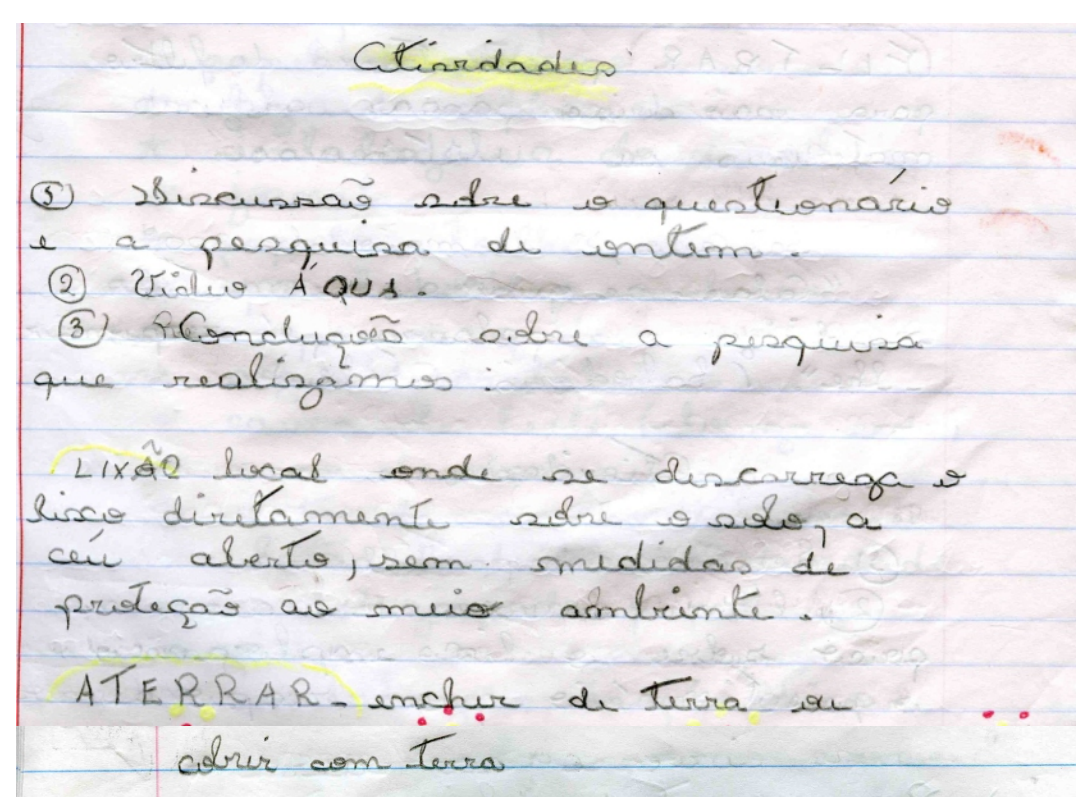 Atividades
① Discussão sobre o questionário
e a pesquisa de ontem.
② Vídeo ÁGUA.
③ Conclução sobre a pesquisa
que realizamos:
LIXÃO local onde se descarrega o
lixo diretamente sobre o solo, a
céu aberto, sem medidas de
proteção ao meio ambiente.
ATERRAR - encher de terra ou
cobrir com terra